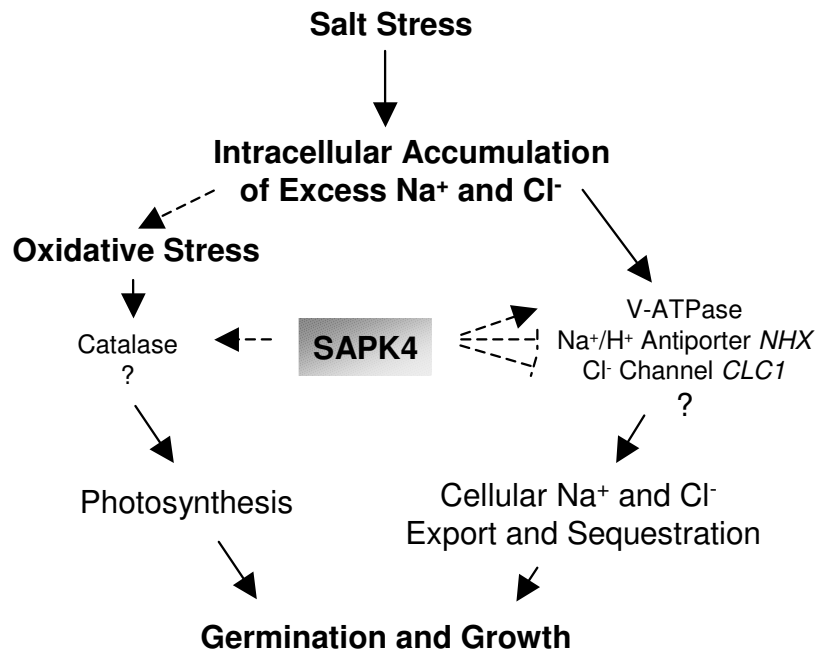 Salt Stress
Intracellular Accumulation
of Excess Na⁺ and Cl⁻
Oxidative Stress
Catalase
?
SAPK4
V-ATPase
Na⁺/H⁺ Antiporter NHX
Cl⁻ Channel CLC1
?
Photosynthesis
Cellular Na⁺ and Cl⁻
Export and Sequestration
Germination and Growth